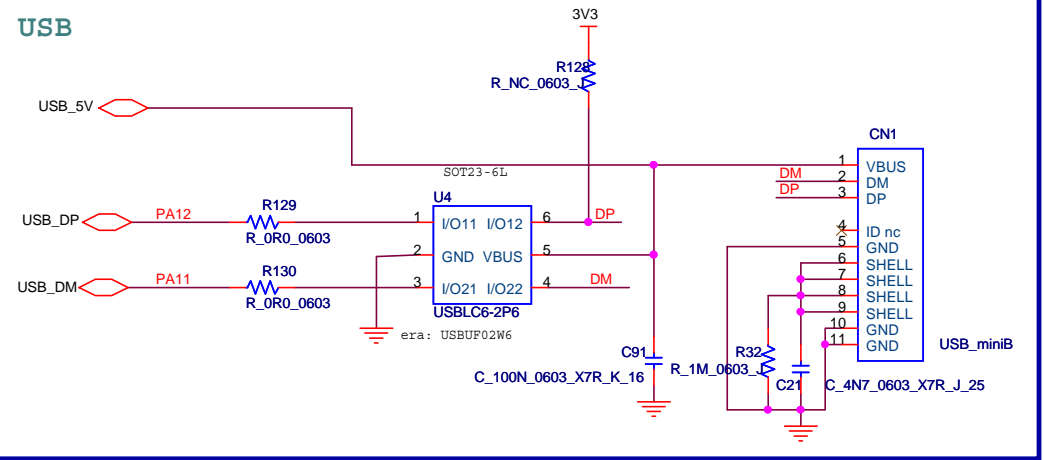 USB
3V3
R128
R_NC_0603_J
USB_5V
CN1
SOT23-6L
1 VBUS
DM 2 DM
DP 3 DP
U4
R129
USB_DP PA12 1 I/O11 I/O12 6 DP
R_0R0_0603
4 ID nc
5 GND
2 GND VBUS 5
6 SHELL
7 SHELL
R130
USB_DM PA11 3 I/O21 I/O22 4 DM
8 SHELL
R_0R0_0603
9 SHELL
USBLC6-2P6
10 GND
era: USBUF02W6
11 GND
USB_miniB
C91
R32
C_100N_0603_X7R_K_16
R_1M_0603_J
C21
C_4N7_0603_X7R_J_25